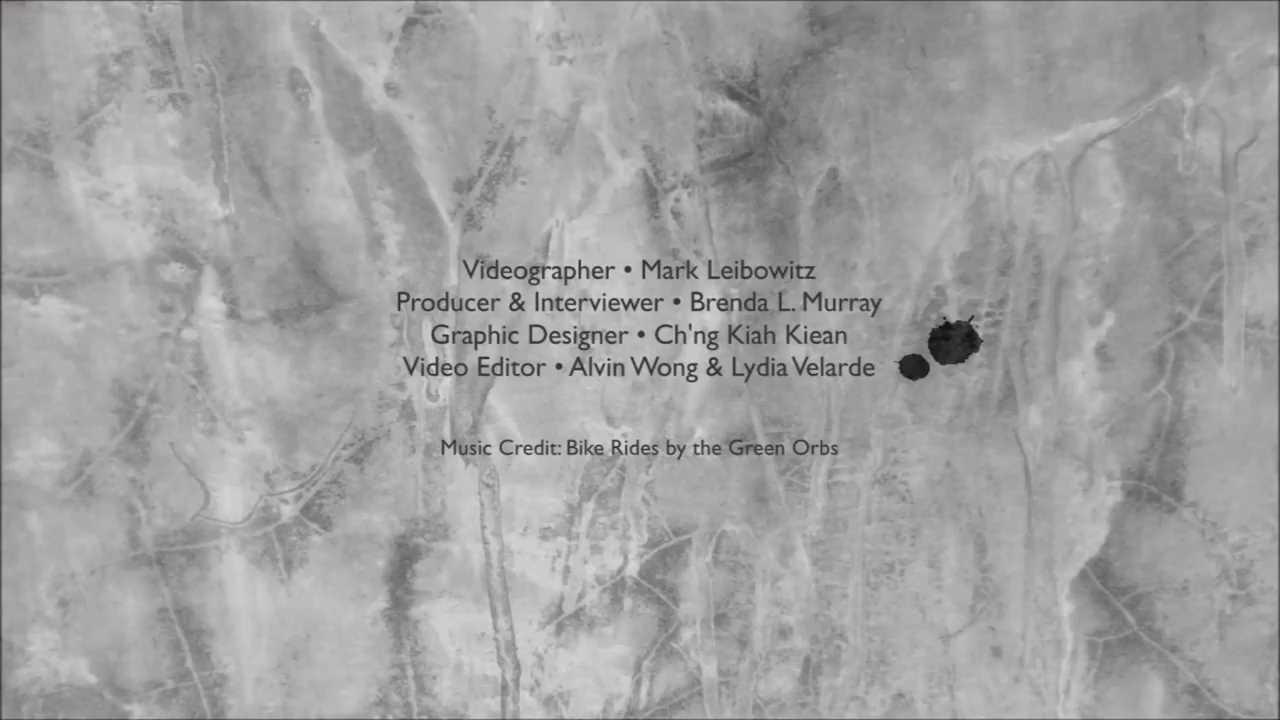 Videographer • Mark Leibowitz
Producer & Interviewer • Brenda L. Murray
Graphic Designer • Ch'ng Kiah Kiean
Video Editor • Alvin Wong & Lydia Velarde
Music Credit: Bike Rides by the Green Orbs